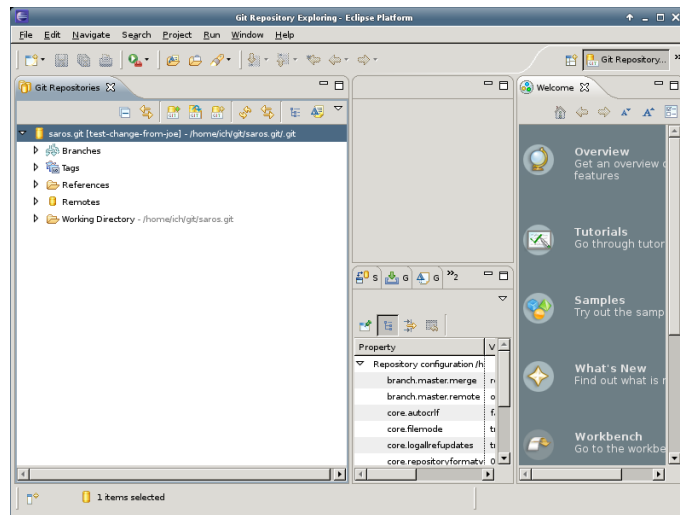 Git Repository Exploring - Eclipse Platform
File Edit Navigate Search Project Run Window Help
Git Repository...
Git Repositories
Welcome
saros.git [test-change-from-joe] - /home/ich/git/saros.git/.git
Branches
Tags
References
Remotes
Working Directory - /home/ich/git/saros.git
Overview
Get an overview
features
Tutorials
Go through tutor
Samples
Try out the samp
What's New
Find out what is
Workbench
Go to the workbe
S G G »2
Property V
Repository configuration /h
branch.master.merge
branch.master.remote
core.autocrlf
core.filemode
core.logallrefupdates
core.repositoryformatv 0
1 items selected